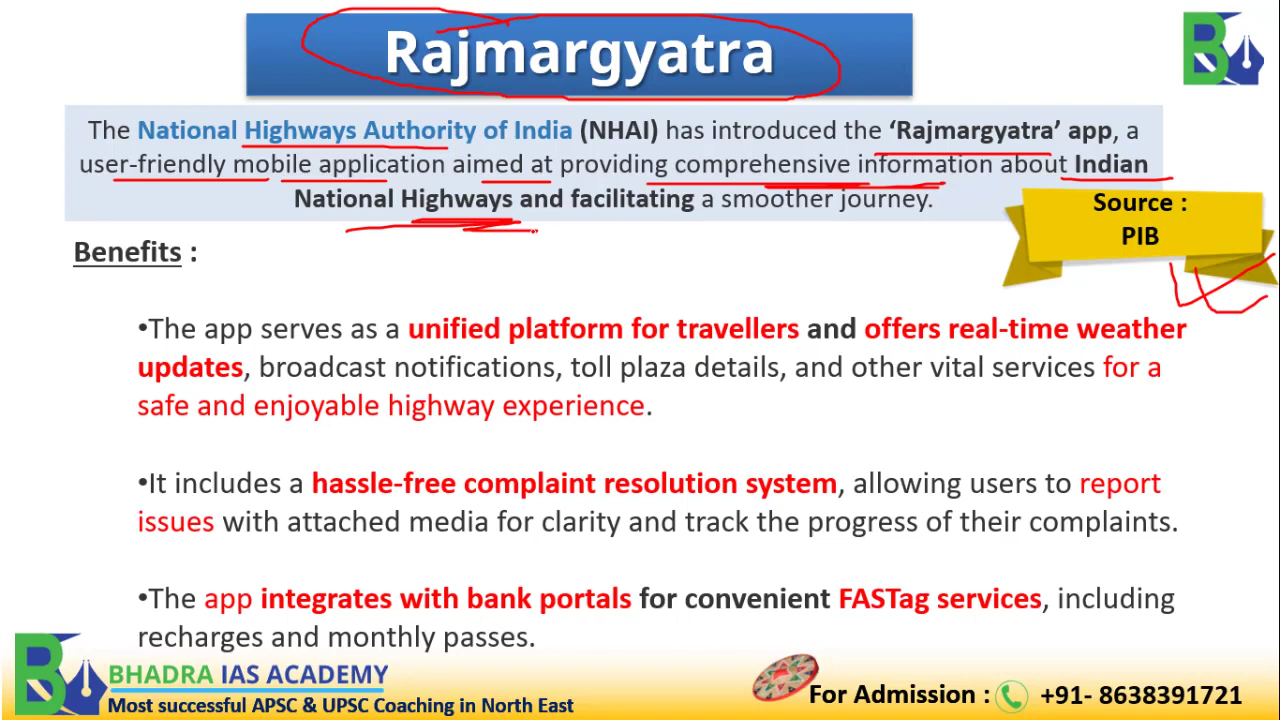 Rajmargyatra
The National Highways Authority of India (NHAI) has introduced the ‘Rajmargyatra’ app, a
user-friendly mobile application aimed at providing comprehensive information about Indian
National Highways and facilitating a smoother journey.
Source :
PIB
Benefits :
•The app serves as a unified platform for travellers and offers real-time weather
updates, broadcast notifications, toll plaza details, and other vital services for a
safe and enjoyable highway experience.
•It includes a hassle-free complaint resolution system, allowing users to report
issues with attached media for clarity and track the progress of their complaints.
•The app integrates with bank portals for convenient FASTag services, including
recharges and monthly passes.
BHADRA IAS ACADEMY
Most successful APSC & UPSC Coaching in North East
For Admission : +91- 8638391721